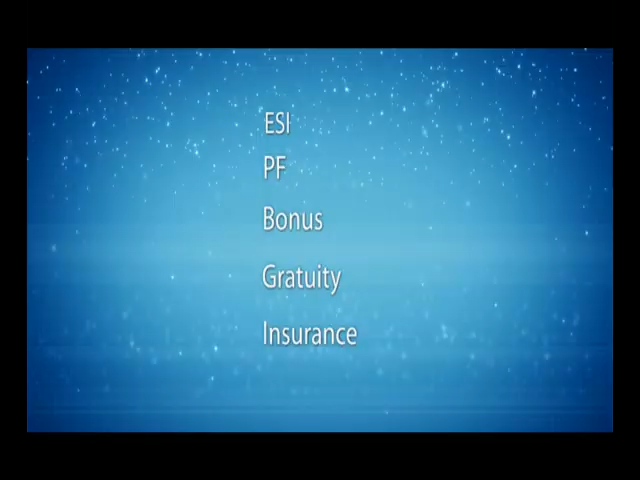 ESI
PF
Bonus
Gratuity
Insurance